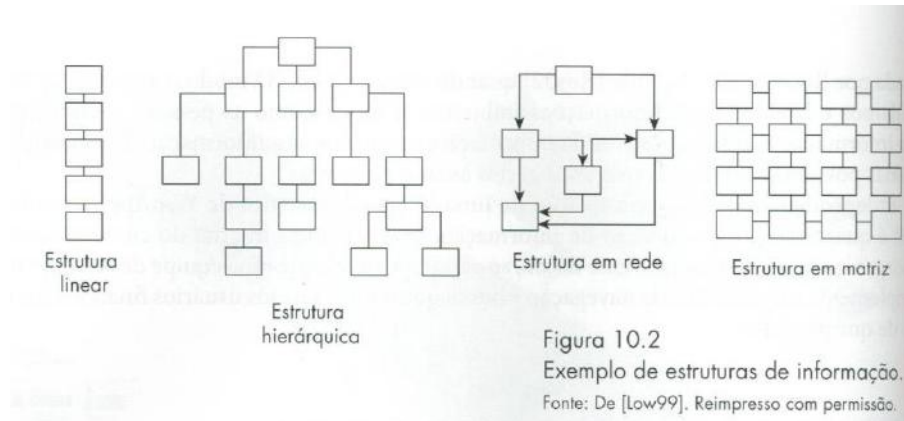 Estrutura
linear
Estrutura
hierárquica
Estrutura em rede
Estrutura em matriz
Figura 10.2
Exemplo de estruturas de informação.
Fonte: De [Low99]. Reimpresso com permissão.